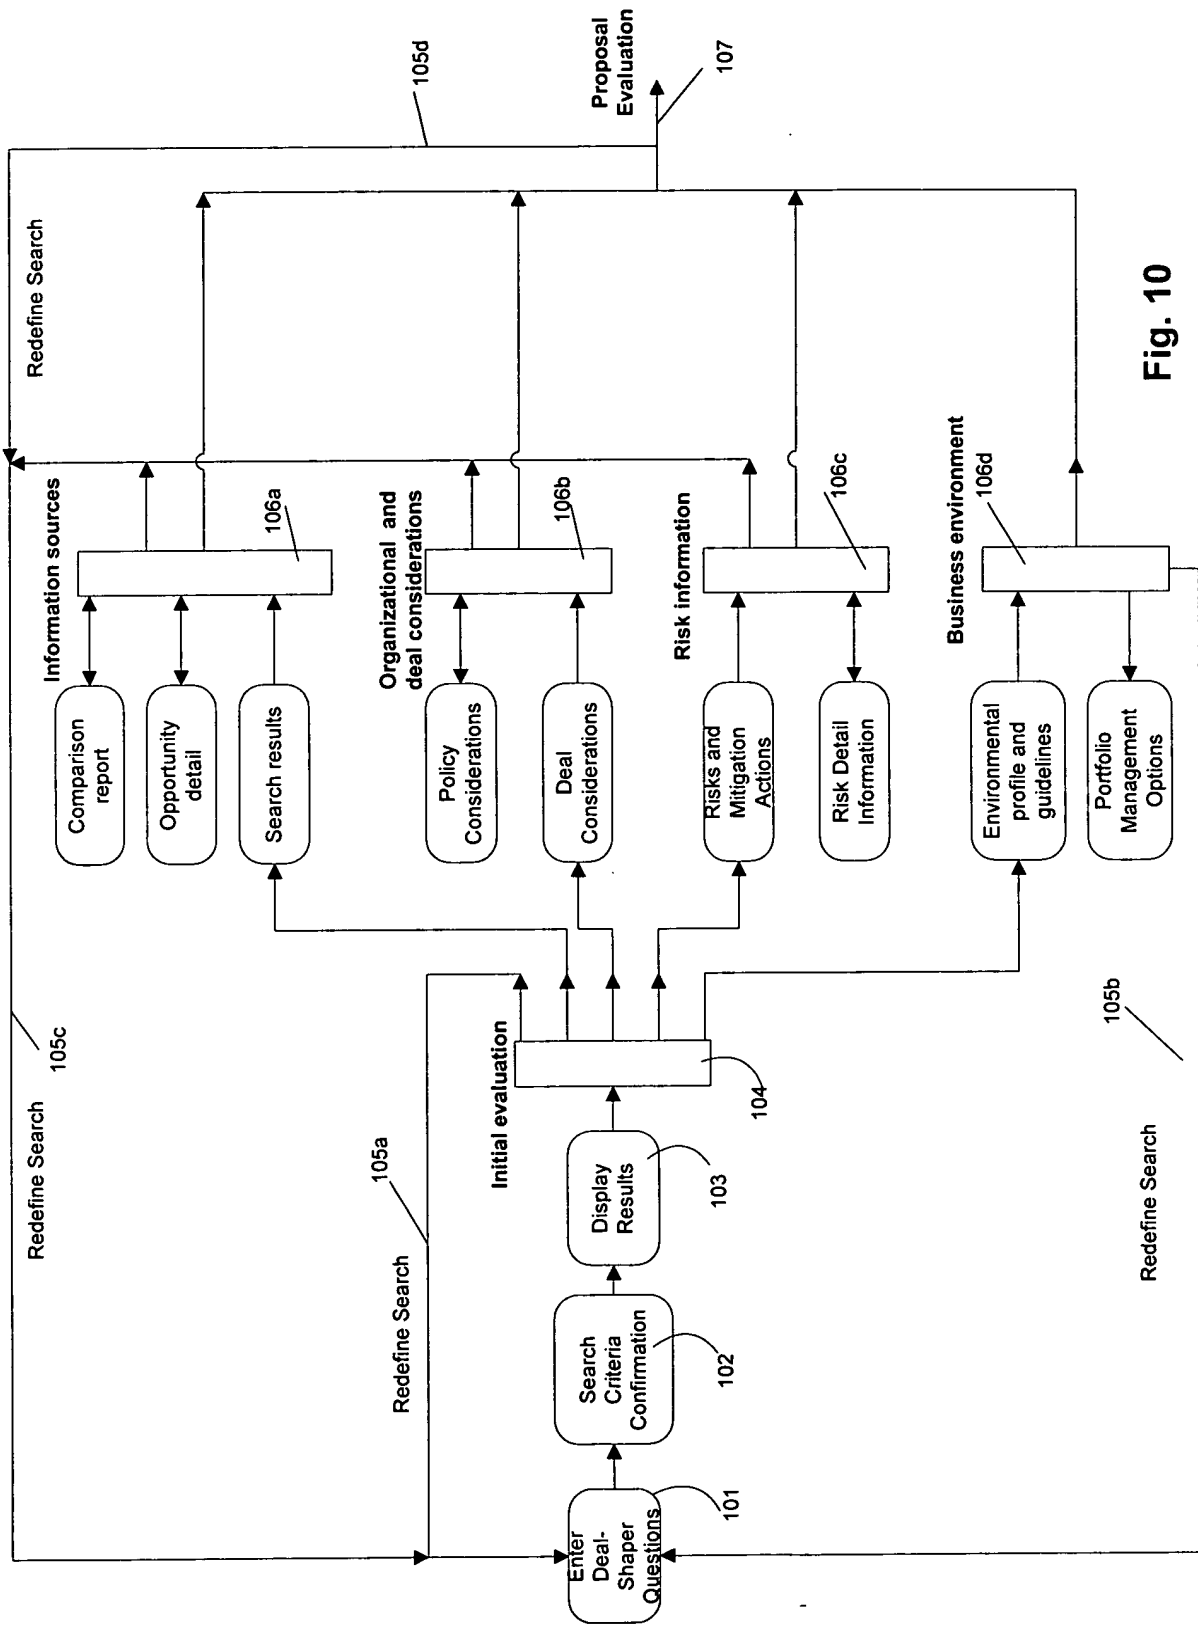 Redefine Search
105c
Redefine Search
105d
Redefine Search
105a
Enter
Deal-
Shaper
Questions
101
Search
Criteria
Confirmation
102
Display
Results
103
Initial evaluation
104
Comparison
report
Opportunity
detail
Search results
Information sources
106a
Policy
Considerations
Deal
Considerations
Organizational and
deal considerations
106b
Risks and
Mitigation
Actions
Risk Detail
Information
Risk information
106c
Environmental
profile and
guidelines
Portfolio
Management
Options
Business environment
106d
Proposal
Evaluation
107
Redefine Search
105b
Fig. 10